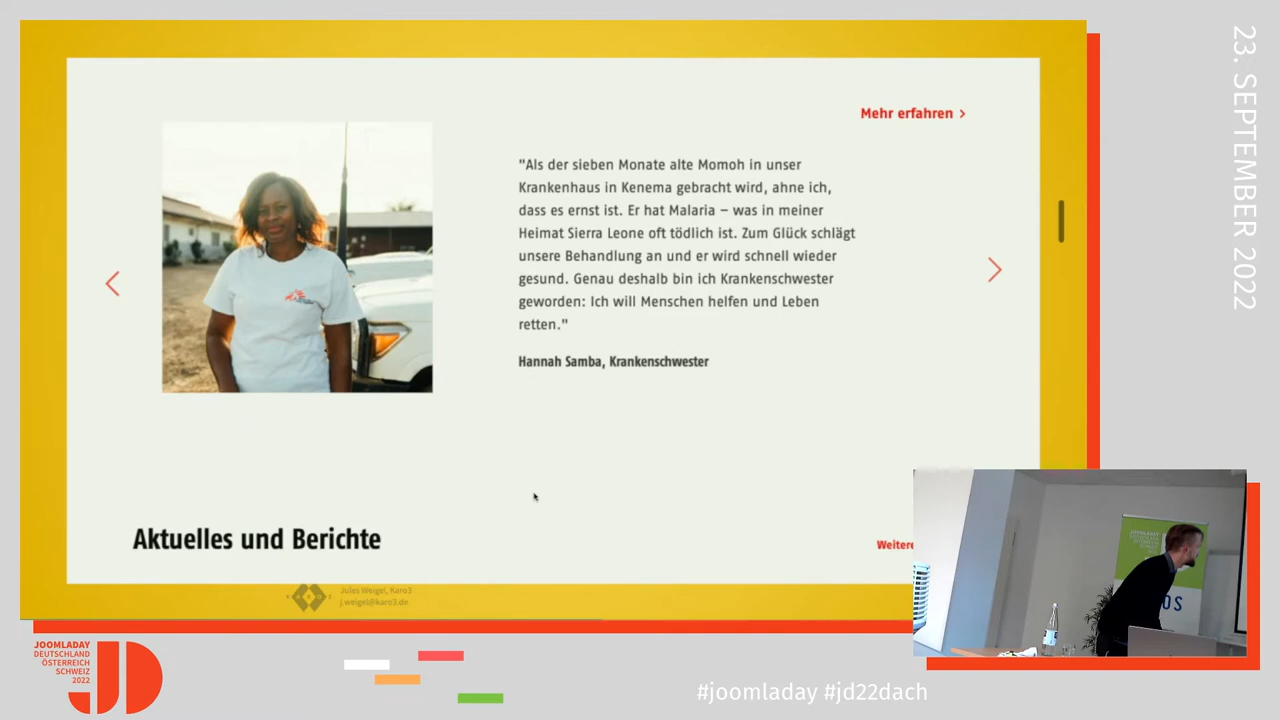 23. SEPTEMBER 2022
Mehr erfahren >
"Als der sieben Monate alte Momoh in unser
Krankenhaus in Kenema gebracht wird, ahne ich,
dass es ernst ist. Er hat Malaria – was in meiner
Heimat Sierra Leone oft tödlich ist. Zum Glück schlägt
unsere Behandlung an und er wird schnell wieder
gesund. Genau deshalb bin ich Krankenschwester
geworden: Ich will Menschen helfen und Leben
retten."
Hannah Samba, Krankenschwester
Aktuelles und Berichte
Weitere
Jules Weigel, Karo3
j.weigel@karo3.de
JOOMLADAY
DEUTSCHLAND
ÖSTERREICH
SCHWEIZ
2022
JD
#joomladay #jd22dach